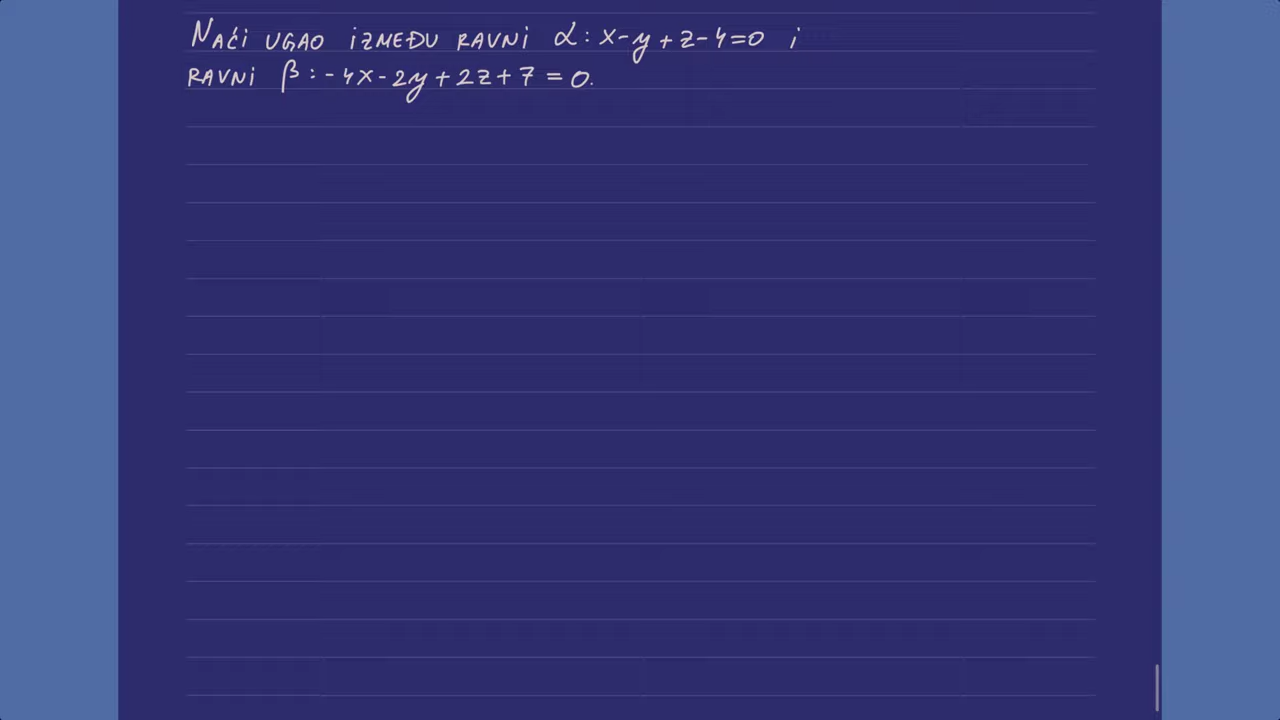 Naći ugao između ravni α: x-y+z-4=0 i
ravni β: -4x-2y+2z+7=0.